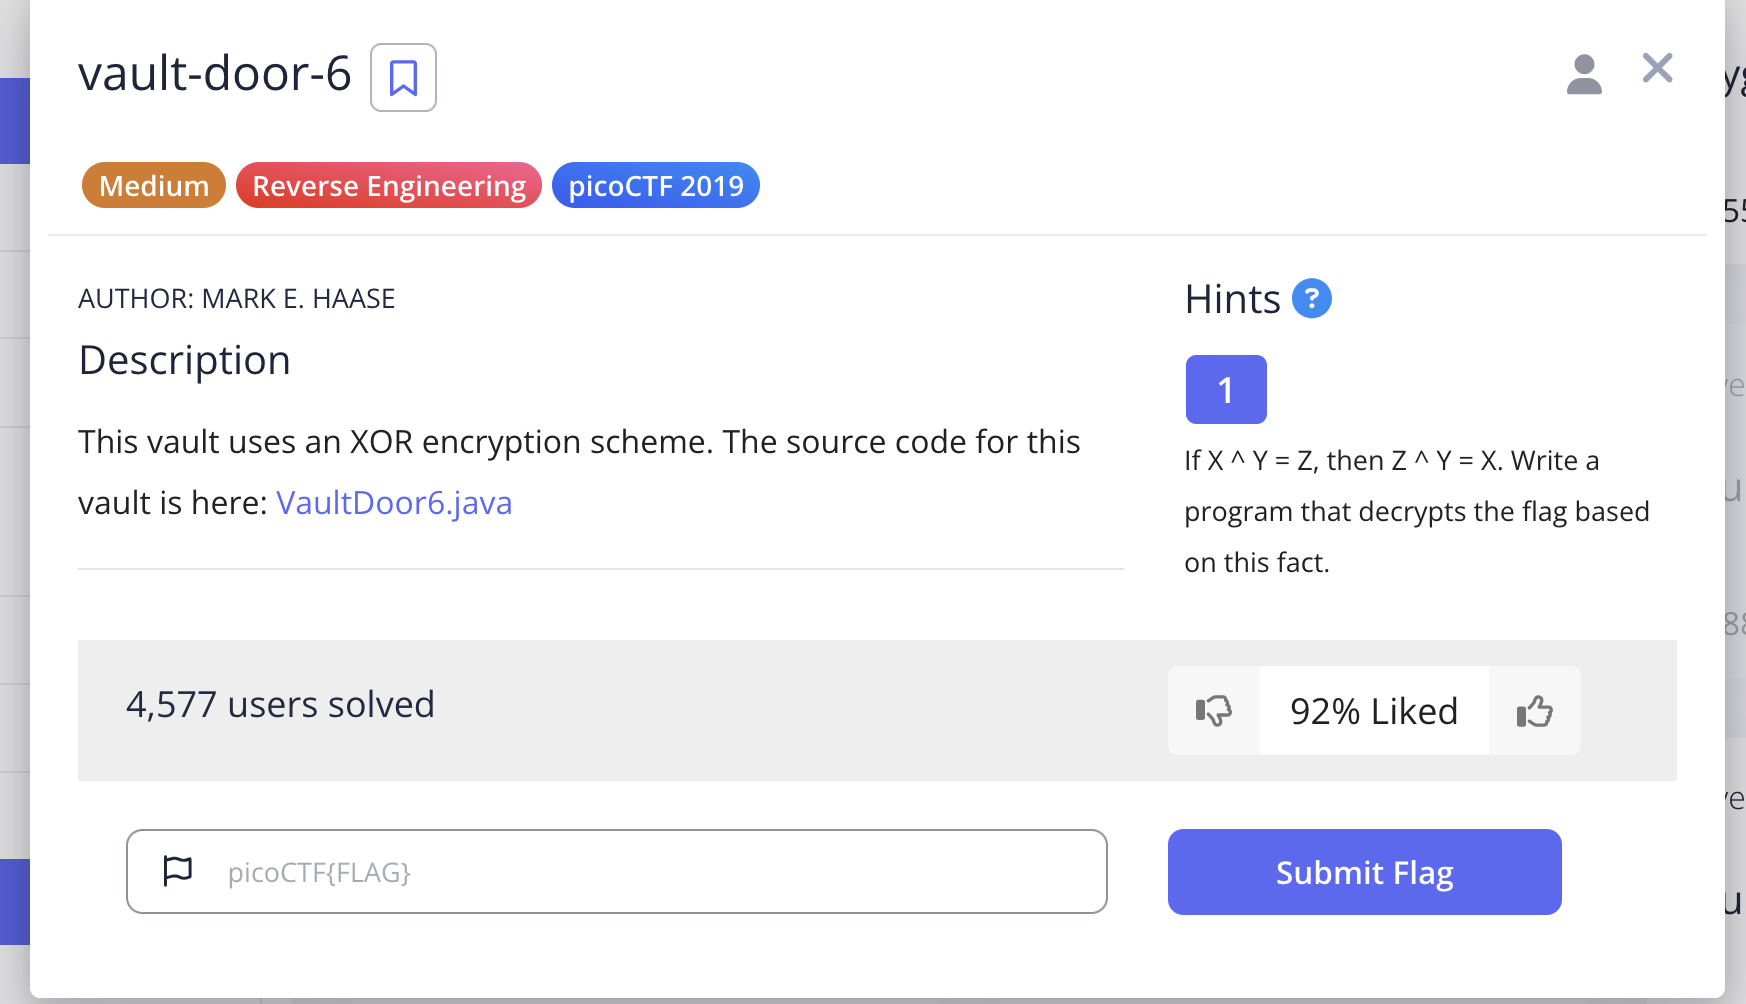 vault-door-6
Medium Reverse Engineering picoCTF 2019
AUTHOR: MARK E. HAASE
Description
This vault uses an XOR encryption scheme. The source code for this
vault is here: VaultDoor6.java
Hints ?
1
If X ^ Y = Z, then Z ^ Y = X. Write a
program that decrypts the flag based
on this fact.
4,577 users solved
92% Liked
picoCTF{FLAG}
Submit Flag